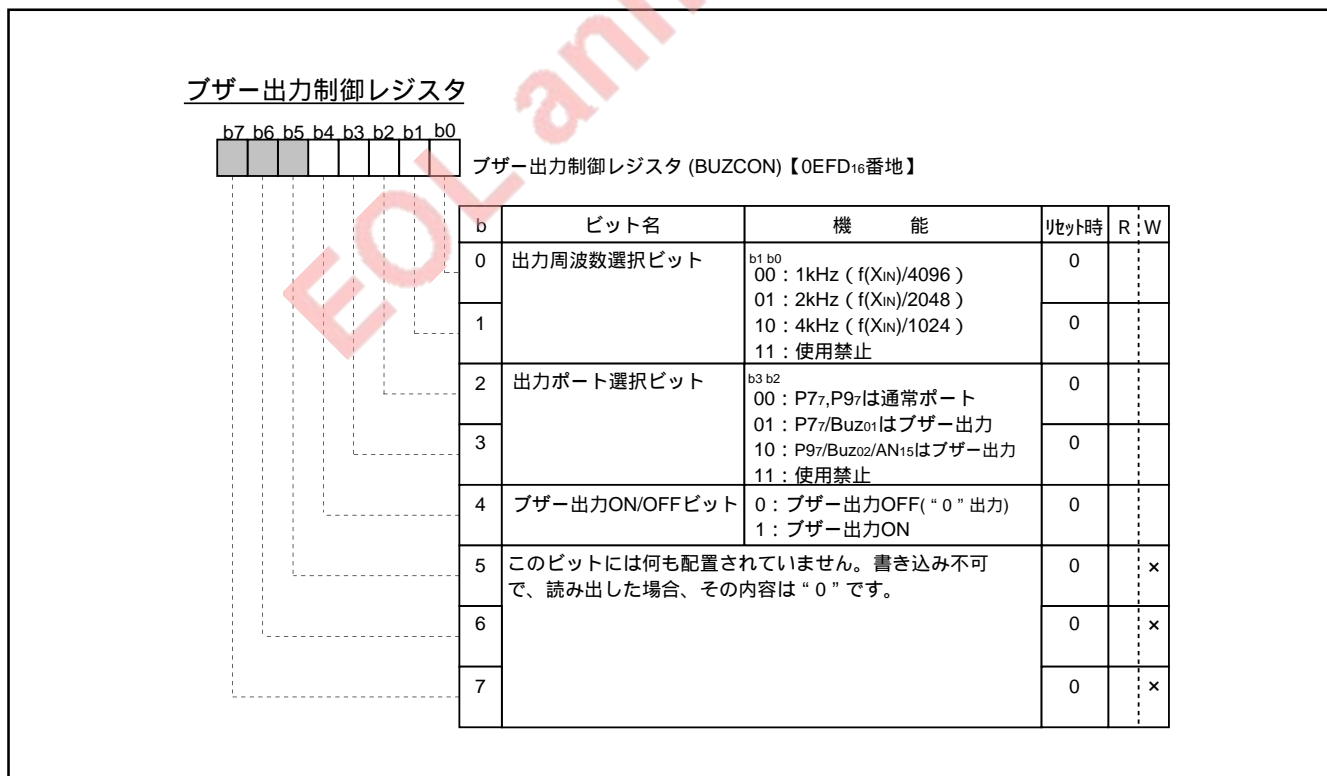 EOL ann
ブザー出力制御レジスタ
b7 b6 b5 b4 b3 b2 b1 b0
ブザー出力制御レジスタ (BUZCON)【0EFD16番地】
b ビット名 機 能 リセット時 R W
0 出力周波数選択ビット b1 b0 0
00：1kHz（f(XIN)/4096）
01：2kHz（f(XIN)/2048）
1 10：4kHz（f(XIN)/1024） 0
11：使用禁止
2 出力ポート選択ビット b3 b2 0
00：P77,P97は通常ポート
01：P77/Buz01はブザー出力
3 10：P97/Buz02/AN15はブザー出力 0
11：使用禁止
4 ブザー出力ON/OFFビット 0：ブザー出力OFF(“0”出力) 0
1：ブザー出力ON
5 このビットには何も配置されていません。書き込み不可 0 ×
で、読み出した場合、その内容は“0”です。
6 0 ×
7 0 ×